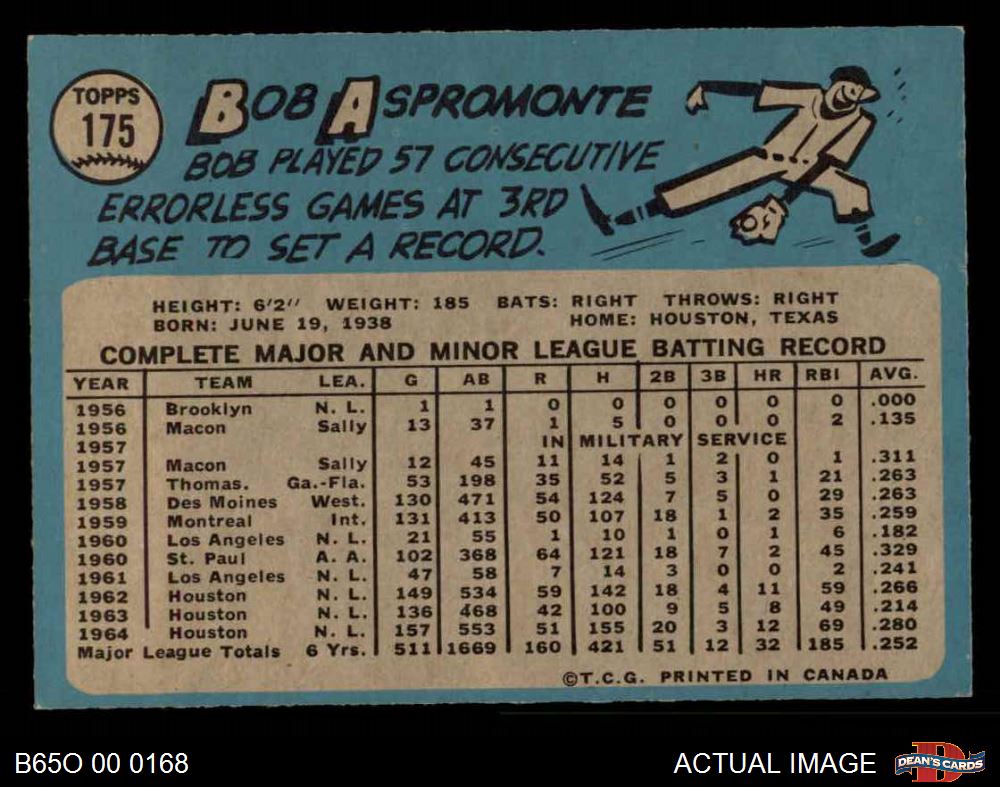 TOPPS
175
BOB ASPROMONTE
BOB PLAYED 57 CONSECUTIVE
ERRORLESS GAMES AT 3RD
BASE TO SET A RECORD.
HEIGHT: 6'2" WEIGHT: 185 BATS: RIGHT THROWS: RIGHT
BORN: JUNE 19, 1938 HOME: HOUSTON, TEXAS
COMPLETE MAJOR AND MINOR LEAGUE BATTING RECORD
YEAR TEAM LEA. G AB R H 2B 3B HR RBI AVG.
1956 Brooklyn N. L. 1 1 0 0 0 0 0 0 .000
1956 Macon Sally 13 37 1 5 0 0 0 2 .135
1957 IN MILITARY SERVICE
1957 Macon Sally 12 45 11 14 1 2 0 1 .311
1957 Thomas. Ga.-Fla. 53 198 35 52 5 3 1 21 .263
1958 Des Moines West. 130 471 54 124 7 5 0 29 .263
1959 Montreal Int. 131 413 50 107 18 1 2 35 .259
1960 Los Angeles N. L. 21 55 1 10 1 0 1 6 .182
1960 St. Paul A. A. 102 368 64 121 18 7 2 45 .329
1961 Los Angeles N. L. 47 58 7 14 3 0 0 2 .241
1962 Houston N. L. 149 534 59 142 18 4 11 59 .266
1963 Houston N. L. 136 468 42 100 9 5 8 49 .214
1964 Houston N. L. 157 553 51 155 20 3 12 69 .280
Major League Totals 6 Yrs. 511 1669 160 421 51 12 32 185 .252
©T.C.G. PRINTED IN CANADA
B65O 00 0168 ACTUAL IMAGE DEAN'S CARDS